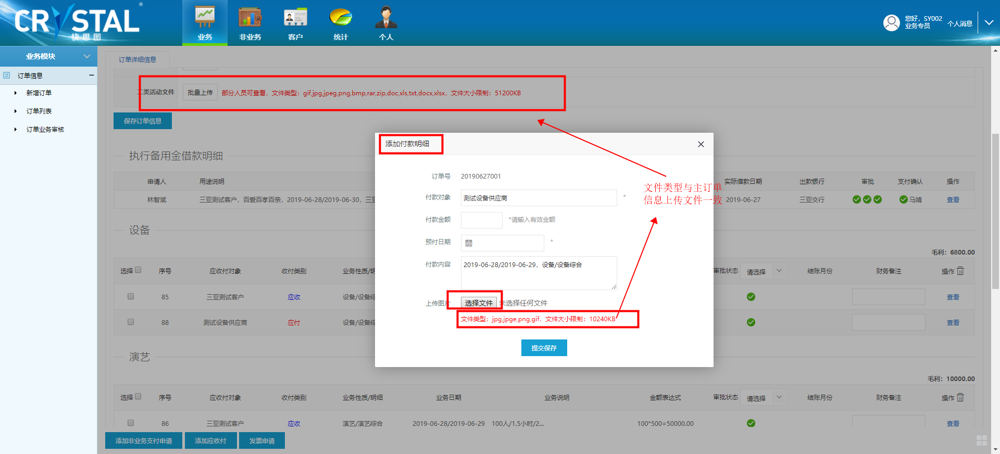 CRYSTAL®
快思图
业务
非业务
客户
统计
个人
您好，SY002
业务专员
个人消息
业务模块
订单信息
新增订单
订单列表
订单业务审核
订单详细信息
工类活动文件
批量上传
部分人员可查看，文件类型：gif,jpg,jpeg,png,bmp,rar,zip,doc,xls,txt,docx,xlsx，文件大小限制：51200KB
保存订单信息
执行备用金借款明细
申请人 用途说明 实际借款日期 出款银行 审批 支付确认 操作
林智斌 三亚测试客户，百爱百孝百亲，2019-06-28/2019-06-30，三亚 2019-06-27 三亚交行 马婧 查看
设备
毛利：6800.00
选择 序号 应收付对象 收付类别 业务性质/明 审批状态 请选择 结账月份 财务备注 操作
85 三亚测试客户 应收 设备/设备综 查看
88 测试设备供应商 应付 设备/设备综 查看
演艺
毛利：10000.00
选择 序号 应收付对象 收付类别 业务性质/明细 业务日期 业务说明 金额表达式 审批状态 请选择 结账月份 财务备注 操作
86 三亚测试客户 应收 演艺/演艺综合 2019-06-28/2019-06-29 100人/1.5小时/2... 100*500=50000.00 查看
添加非业务支付申请
添加应收付
发票申请
添加付款明细
订单号 20190627001
付款对象 测试设备供应商 *
付款金额 *请输入有效金额
预付日期 *
付款内容 2019-06-28/2019-06-29，设备/设备综合
上传图片 选择文件 未选择任何文件
文件类型：jpg,jpge,png,gif，文件大小限制：10240KB
提交保存
文件类型与主订单
信息上传文件一致